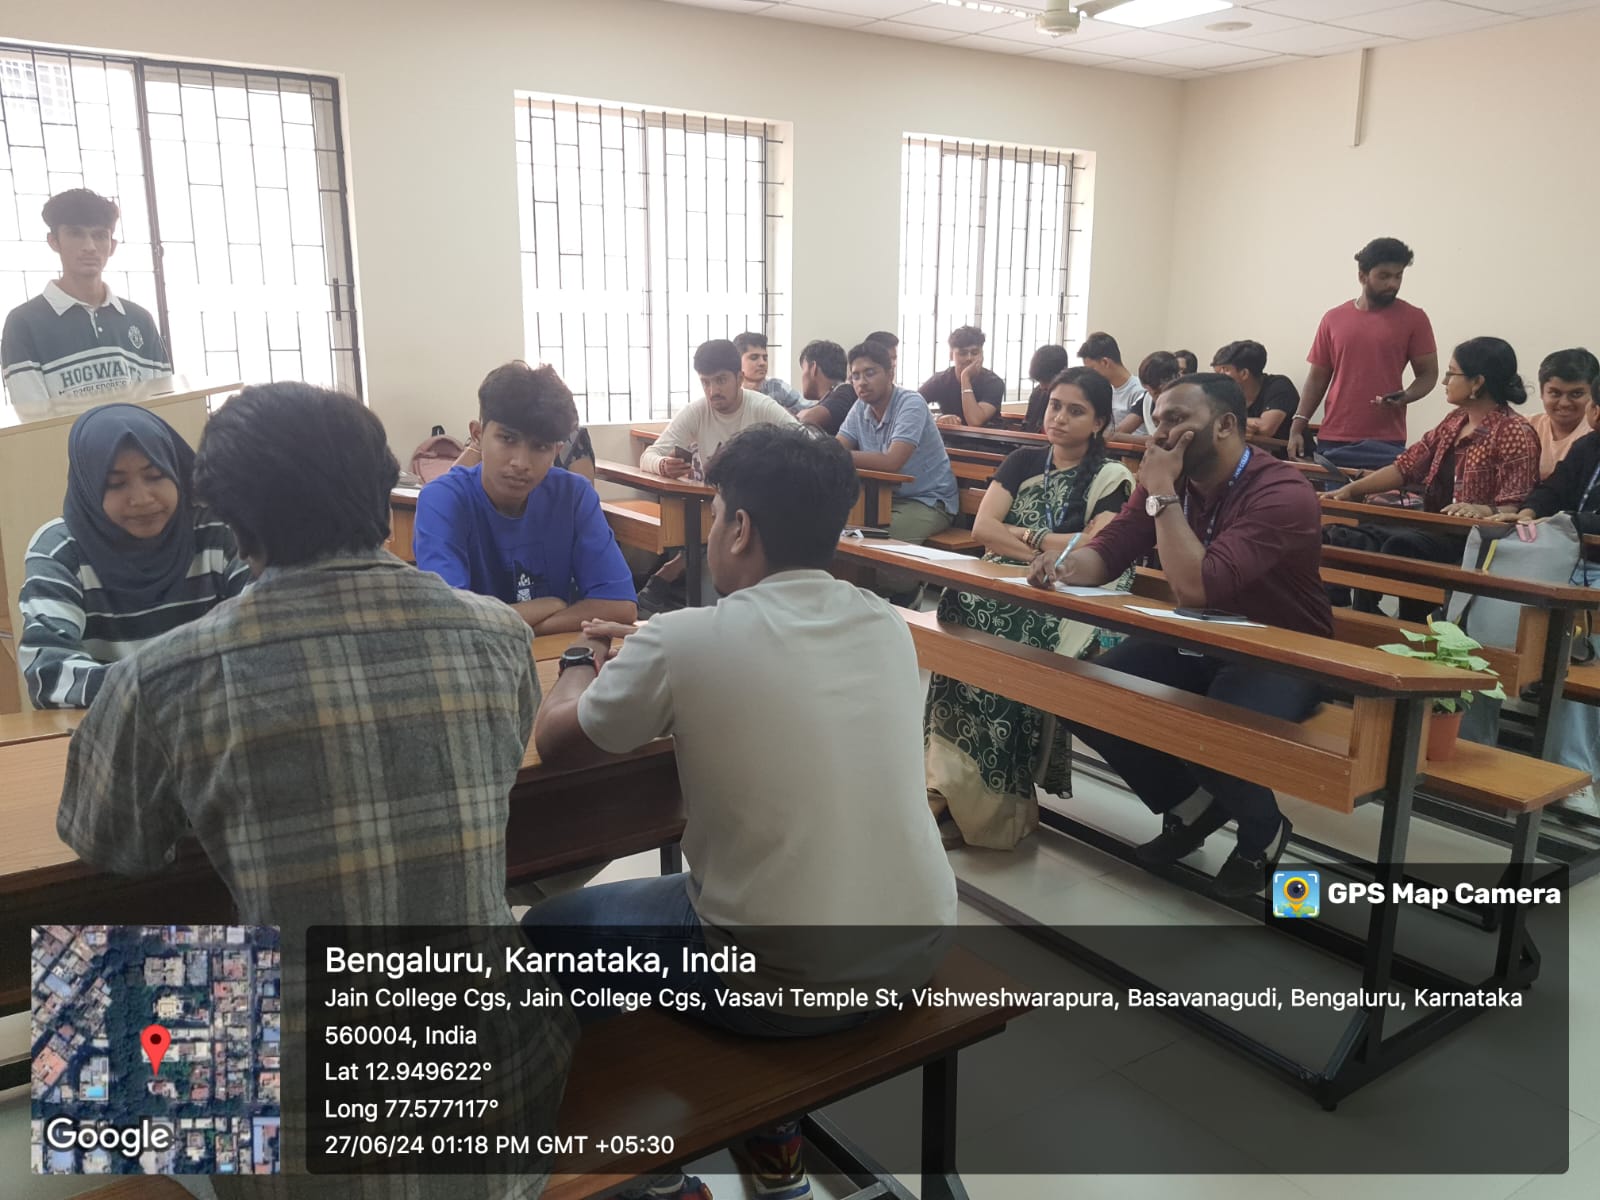 HOGWA
GPS Map Camera
Bengaluru, Karnataka, India
Jain College Cgs, Jain College Cgs, Vasavi Temple St, Vishweshwarapura, Basavanagudi, Bengaluru, Karnataka
560004, India
Lat 12.949622°
Long 77.577117°
27/06/24 01:18 PM GMT +05:30
Google